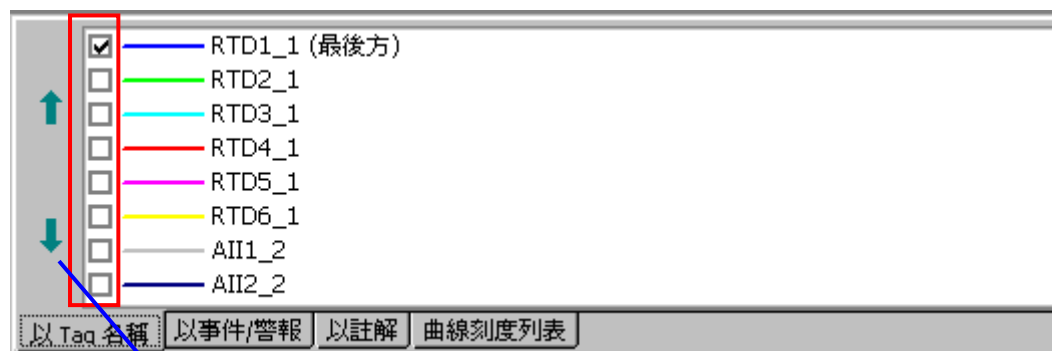 RTD1_1 (最後方)
RTD2_1
RTD3_1
RTD4_1
RTD5_1
RTD6_1
AII1_2
AII2_2
以 Tag 名稱 以事件/警報 以註解 曲線刻度列表